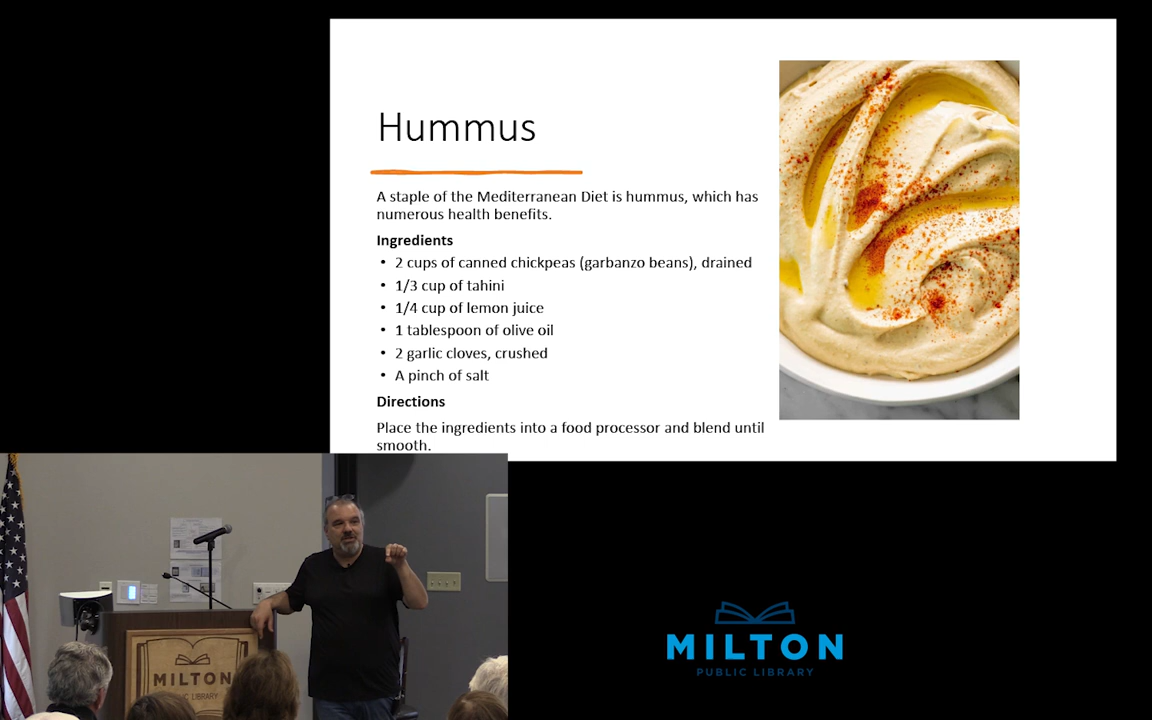 Hummus
A staple of the Mediterranean Diet is hummus, which has
numerous health benefits.
Ingredients
• 2 cups of canned chickpeas (garbanzo beans), drained
• 1/3 cup of tahini
• 1/4 cup of lemon juice
• 1 tablespoon of olive oil
• 2 garlic cloves, crushed
• A pinch of salt
Directions
Place the ingredients into a food processor and blend until
smooth.
MILTON
PUBLIC LIBRARY
MILTON
LIBRARY